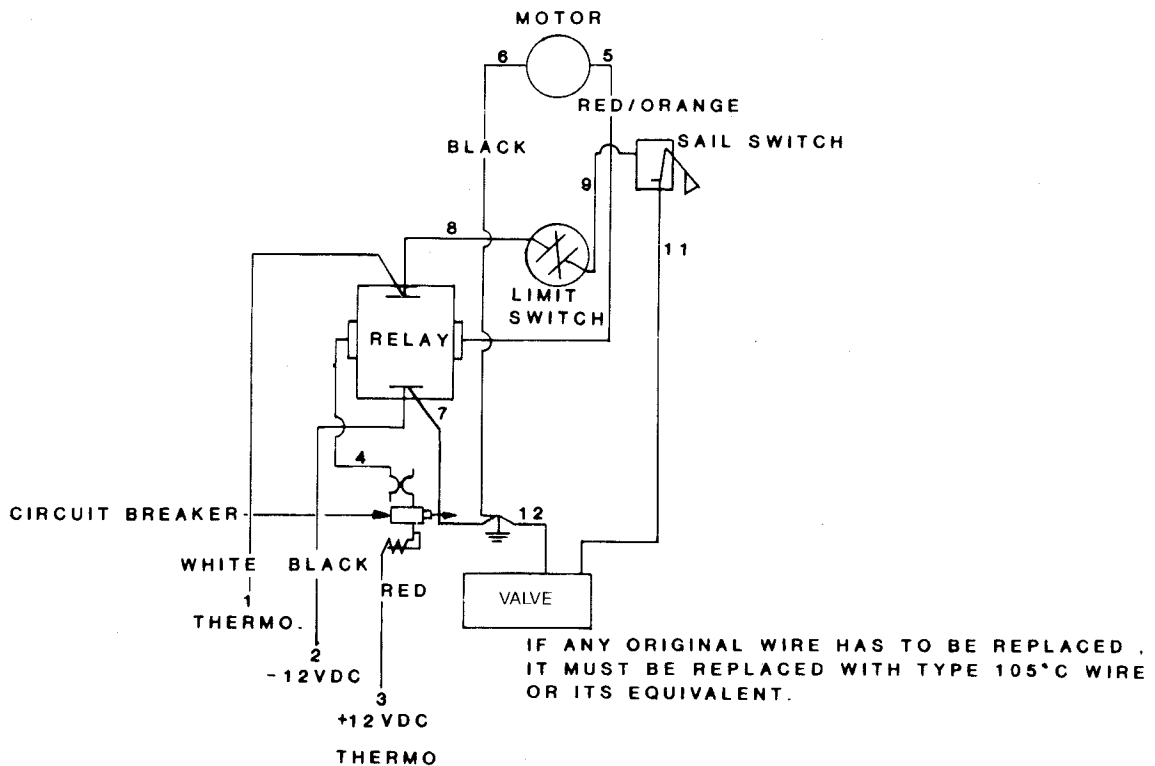 MOTOR
6
5
RED/ORANGE
BLACK
SAIL SWITCH
9
8
11
LIMIT
SWITCH
RELAY
7
4
CIRCUIT BREAKER
12
WHITE
BLACK
RED
VALVE
1
THERMO.
2
-12VDC
3
+12VDC
THERMO
IF ANY ORIGINAL WIRE HAS TO BE REPLACED,
IT MUST BE REPLACED WITH TYPE 105°C WIRE
OR ITS EQUIVALENT.